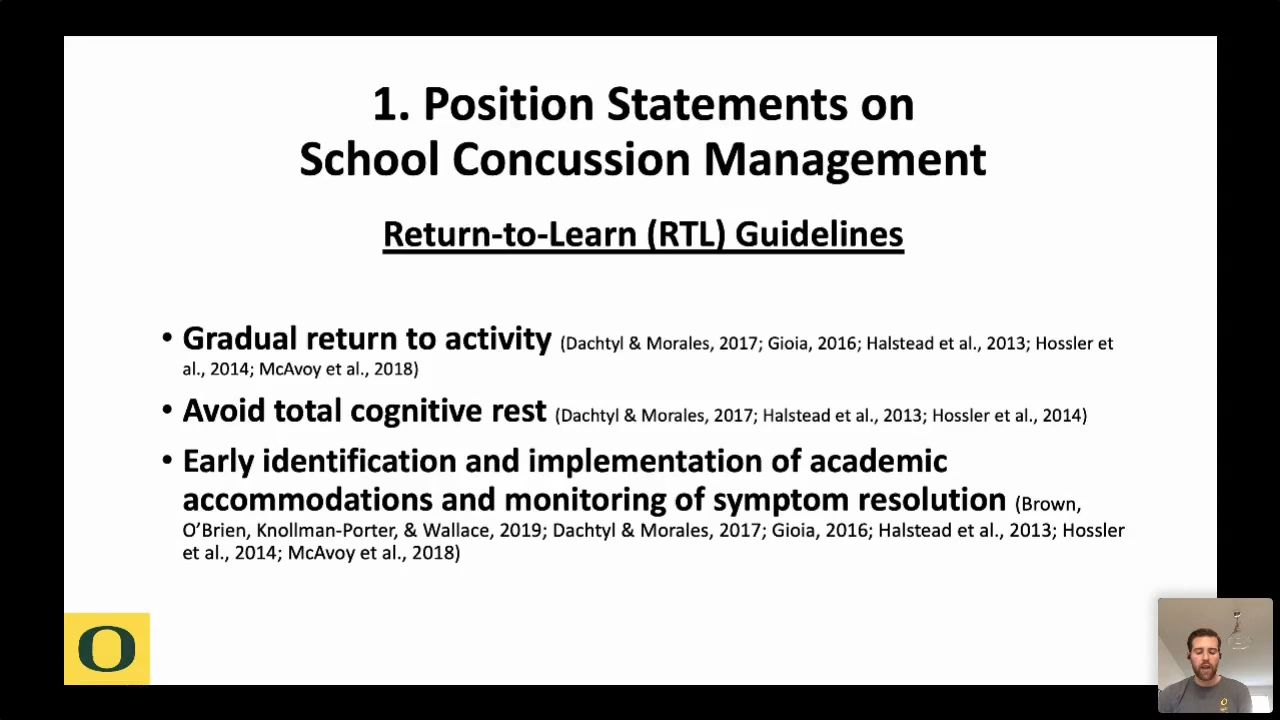 1. Position Statements on
School Concussion Management
Return-to-Learn (RTL) Guidelines
• Gradual return to activity (Dachtyl & Morales, 2017; Gioia, 2016; Halstead et al., 2013; Hossler et
al., 2014; McAvoy et al., 2018)
• Avoid total cognitive rest (Dachtyl & Morales, 2017; Halstead et al., 2013; Hossler et al., 2014)
• Early identification and implementation of academic
accommodations and monitoring of symptom resolution (Brown,
O’Brien, Knollman-Porter, & Wallace, 2019; Dachtyl & Morales, 2017; Gioia, 2016; Halstead et al., 2013; Hossler
et al., 2014; McAvoy et al., 2018)
O